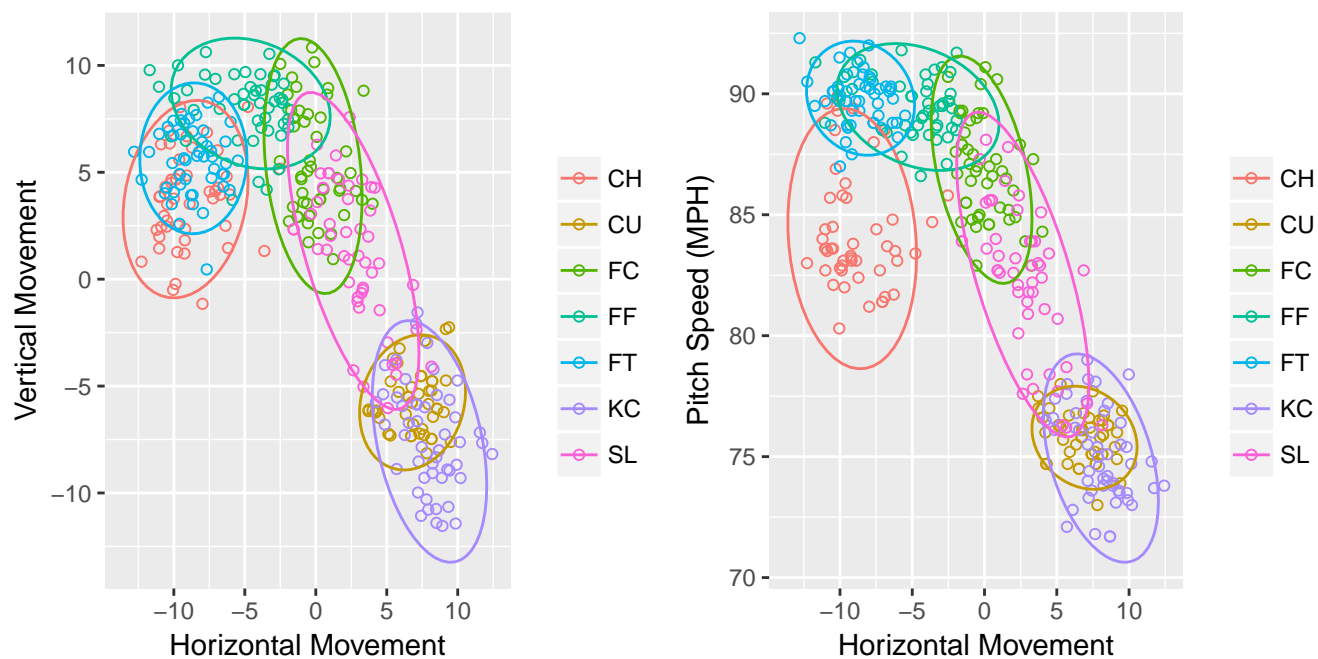 Vertical Movement
10
5
0
−5
−10
−10
−5
0
5
10
Horizontal Movement
CH
CU
FC
FF
FT
KC
SL
Pitch Speed (MPH)
90
85
80
75
70
−10
−5
0
5
10
Horizontal Movement
CH
CU
FC
FF
FT
KC
SL